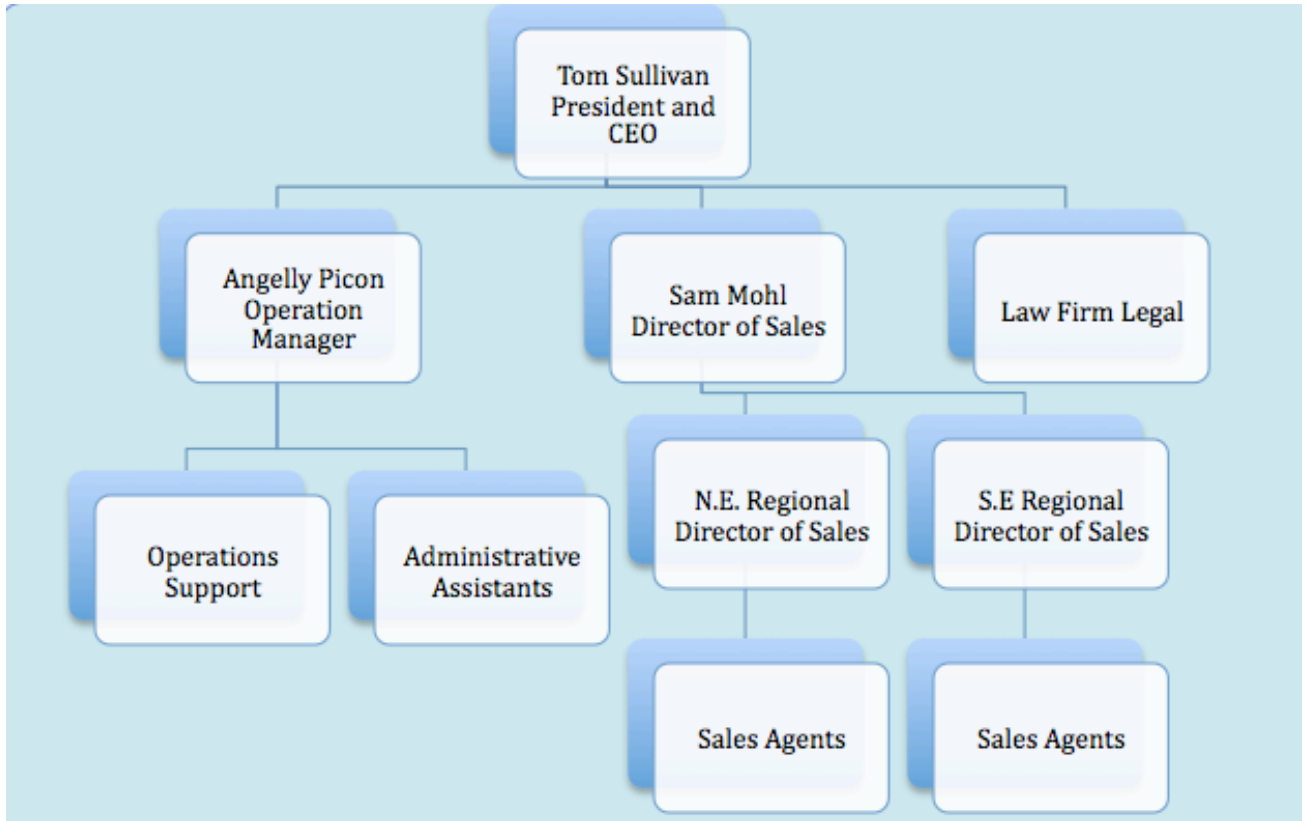 Tom Sullivan
President and
CEO
Angelly Picon
Operation
Manager
Sam Mohl
Director of Sales
Law Firm Legal
Operations
Support
Administrative
Assistants
N.E. Regional
Director of Sales
S.E Regional
Director of Sales
Sales Agents
Sales Agents